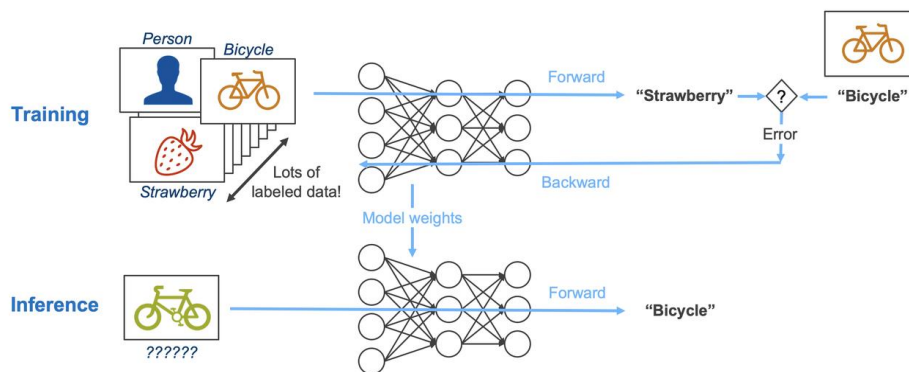 Person
Bicycle
Forward
"Strawberry"
?
"Bicycle"
Training
Error
Lots of
labeled data!
Strawberry
Backward
Model weights
Inference
Forward
"Bicycle"
??????